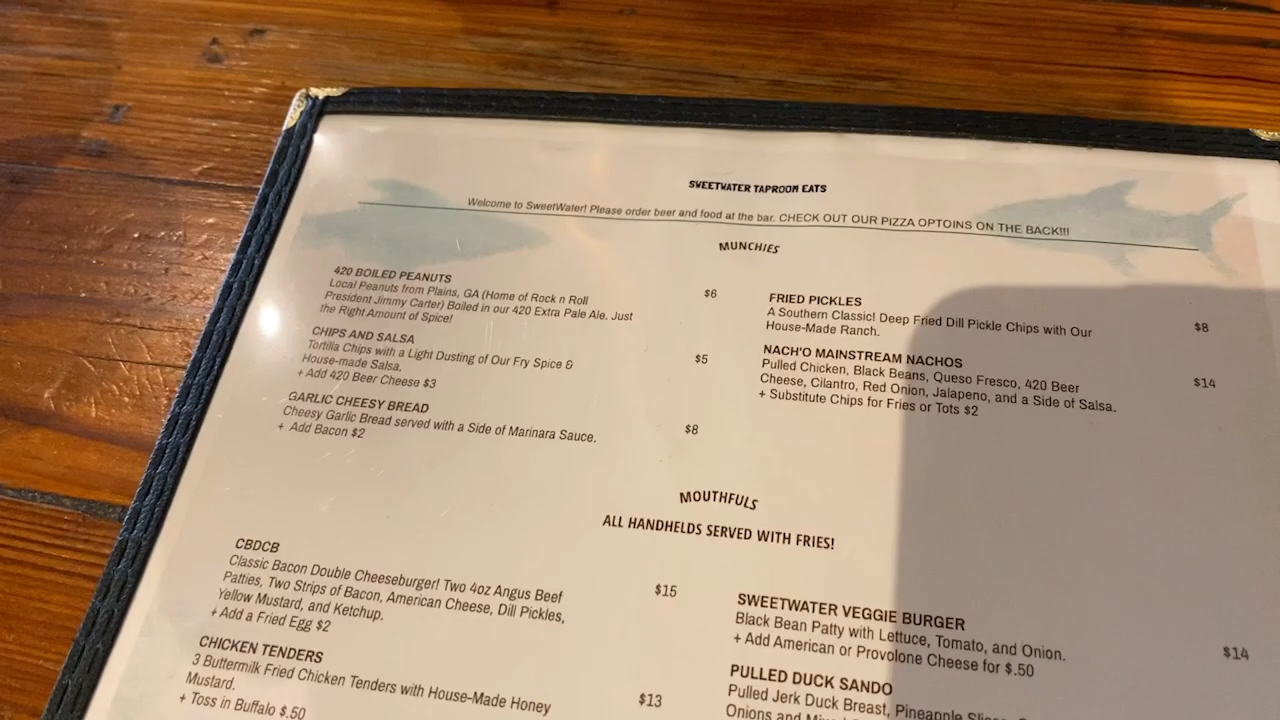 SWEETWATER TAPROOM EATS
Welcome to SweetWater! Please order beer and food at the bar. CHECK OUT OUR PIZZA OPTOINS ON THE BACK!!!
MUNCHIES
420 BOILED PEANUTS
Local Peanuts from Plains, GA (Home of Rock n Roll
President Jimmy Carter) Boiled in our 420 Extra Pale Ale. Just
the Right Amount of Spice!
$6
CHIPS AND SALSA
Tortilla Chips with a Light Dusting of Our Fry Spice &
House-made Salsa.
+ Add 420 Beer Cheese $3
$5
GARLIC CHEESY BREAD
Cheesy Garlic Bread served with a Side of Marinara Sauce.
+ Add Bacon $2
$8
FRIED PICKLES
A Southern Classic! Deep Fried Dill Pickle Chips with Our
House-Made Ranch.
$8
NACH'O MAINSTREAM NACHOS
Pulled Chicken, Black Beans, Queso Fresco, 420 Beer
Cheese, Cilantro, Red Onion, Jalapeno, and a Side of Salsa.
+ Substitute Chips for Fries or Tots $2
$14
MOUTHFULS
ALL HANDHELDS SERVED WITH FRIES!
CBDCB
Classic Bacon Double Cheeseburger! Two 4oz Angus Beef
Patties, Two Strips of Bacon, American Cheese, Dill Pickles,
Yellow Mustard, and Ketchup.
+ Add a Fried Egg $2
$15
CHICKEN TENDERS
3 Buttermilk Fried Chicken Tenders with House-Made Honey
Mustard.
+ Toss in Buffalo $.50
$13
SWEETWATER VEGGIE BURGER
Black Bean Patty with Lettuce, Tomato, and Onion.
+ Add American or Provolone Cheese for $.50
$14
PULLED DUCK SANDO
Pulled Jerk Duck Breast, Pineapple
Onions and